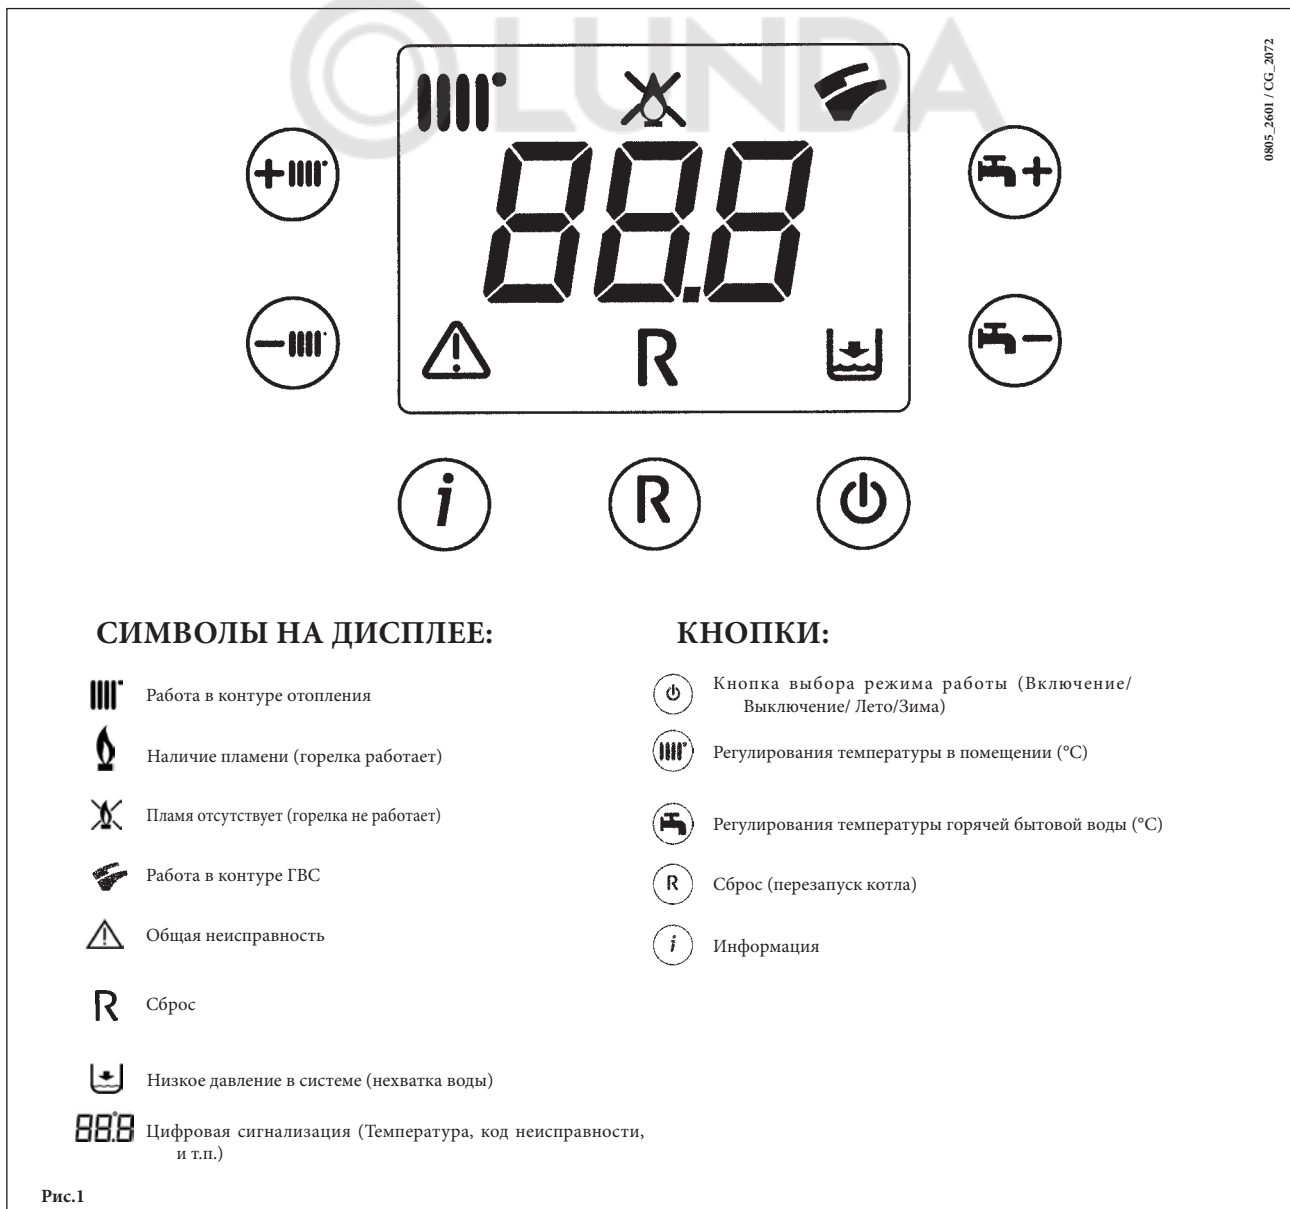 LUNDA
0805_2601 / CG_2072
88.8
R
i
R
СИМВОЛЫ НА ДИСПЛЕЕ:
Работа в контуре отопления
Наличие пламени (горелка работает)
Пламя отсутствует (горелка не работает)
Работа в контуре ГВС
Общая неисправность
R
Сброс
Низкое давление в системе (нехватка воды)
88.8
Цифровая сигнализация (Температура, код неисправности,
и т.п.)
КНОПКИ:
Кнопка выбора режима работы (Включение/
Выключение/ Лето/Зима)
Регулирования температуры в помещении (°C)
Регулирования температуры горячей бытовой воды (°C)
R
Сброс (перезапуск котла)
i
Информация
Рис.1